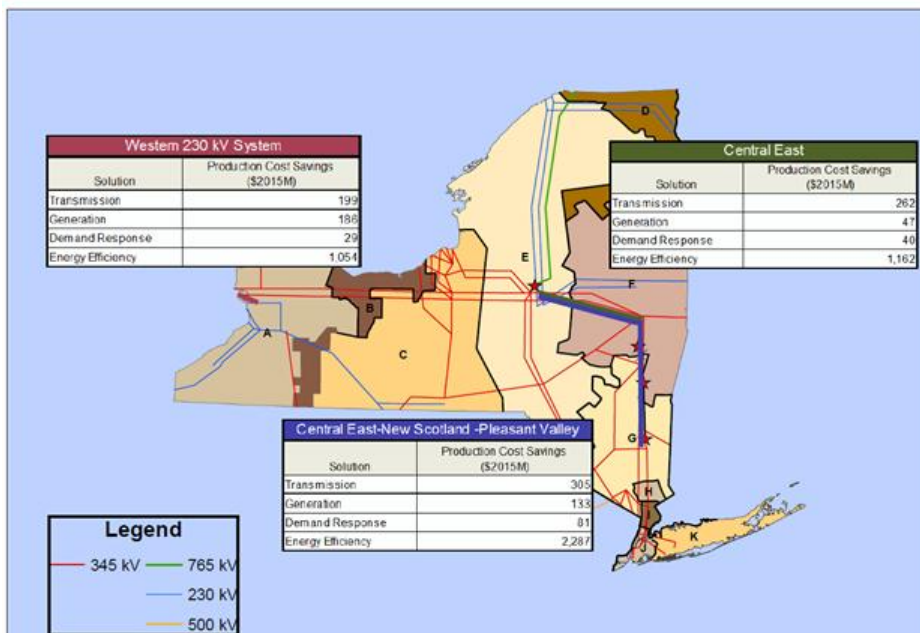 Western 230 kV System
Solution Production Cost Savings ($2015M)
Transmission 199
Generation 186
Demand Response 29
Energy Efficiency 1,054
Central East
Solution Production Cost Savings ($2015M)
Transmission 262
Generation 47
Demand Response 40
Energy Efficiency 1,162
D
E
F
A
B
C
Central East-New Scotland -Pleasant Valley
Solution Production Cost Savings ($2015M)
Transmission 305
Generation 133
Demand Response 81
Energy Efficiency 2,287
G
H
J
K
Legend
345 kV 765 kV
230 kV
500 kV